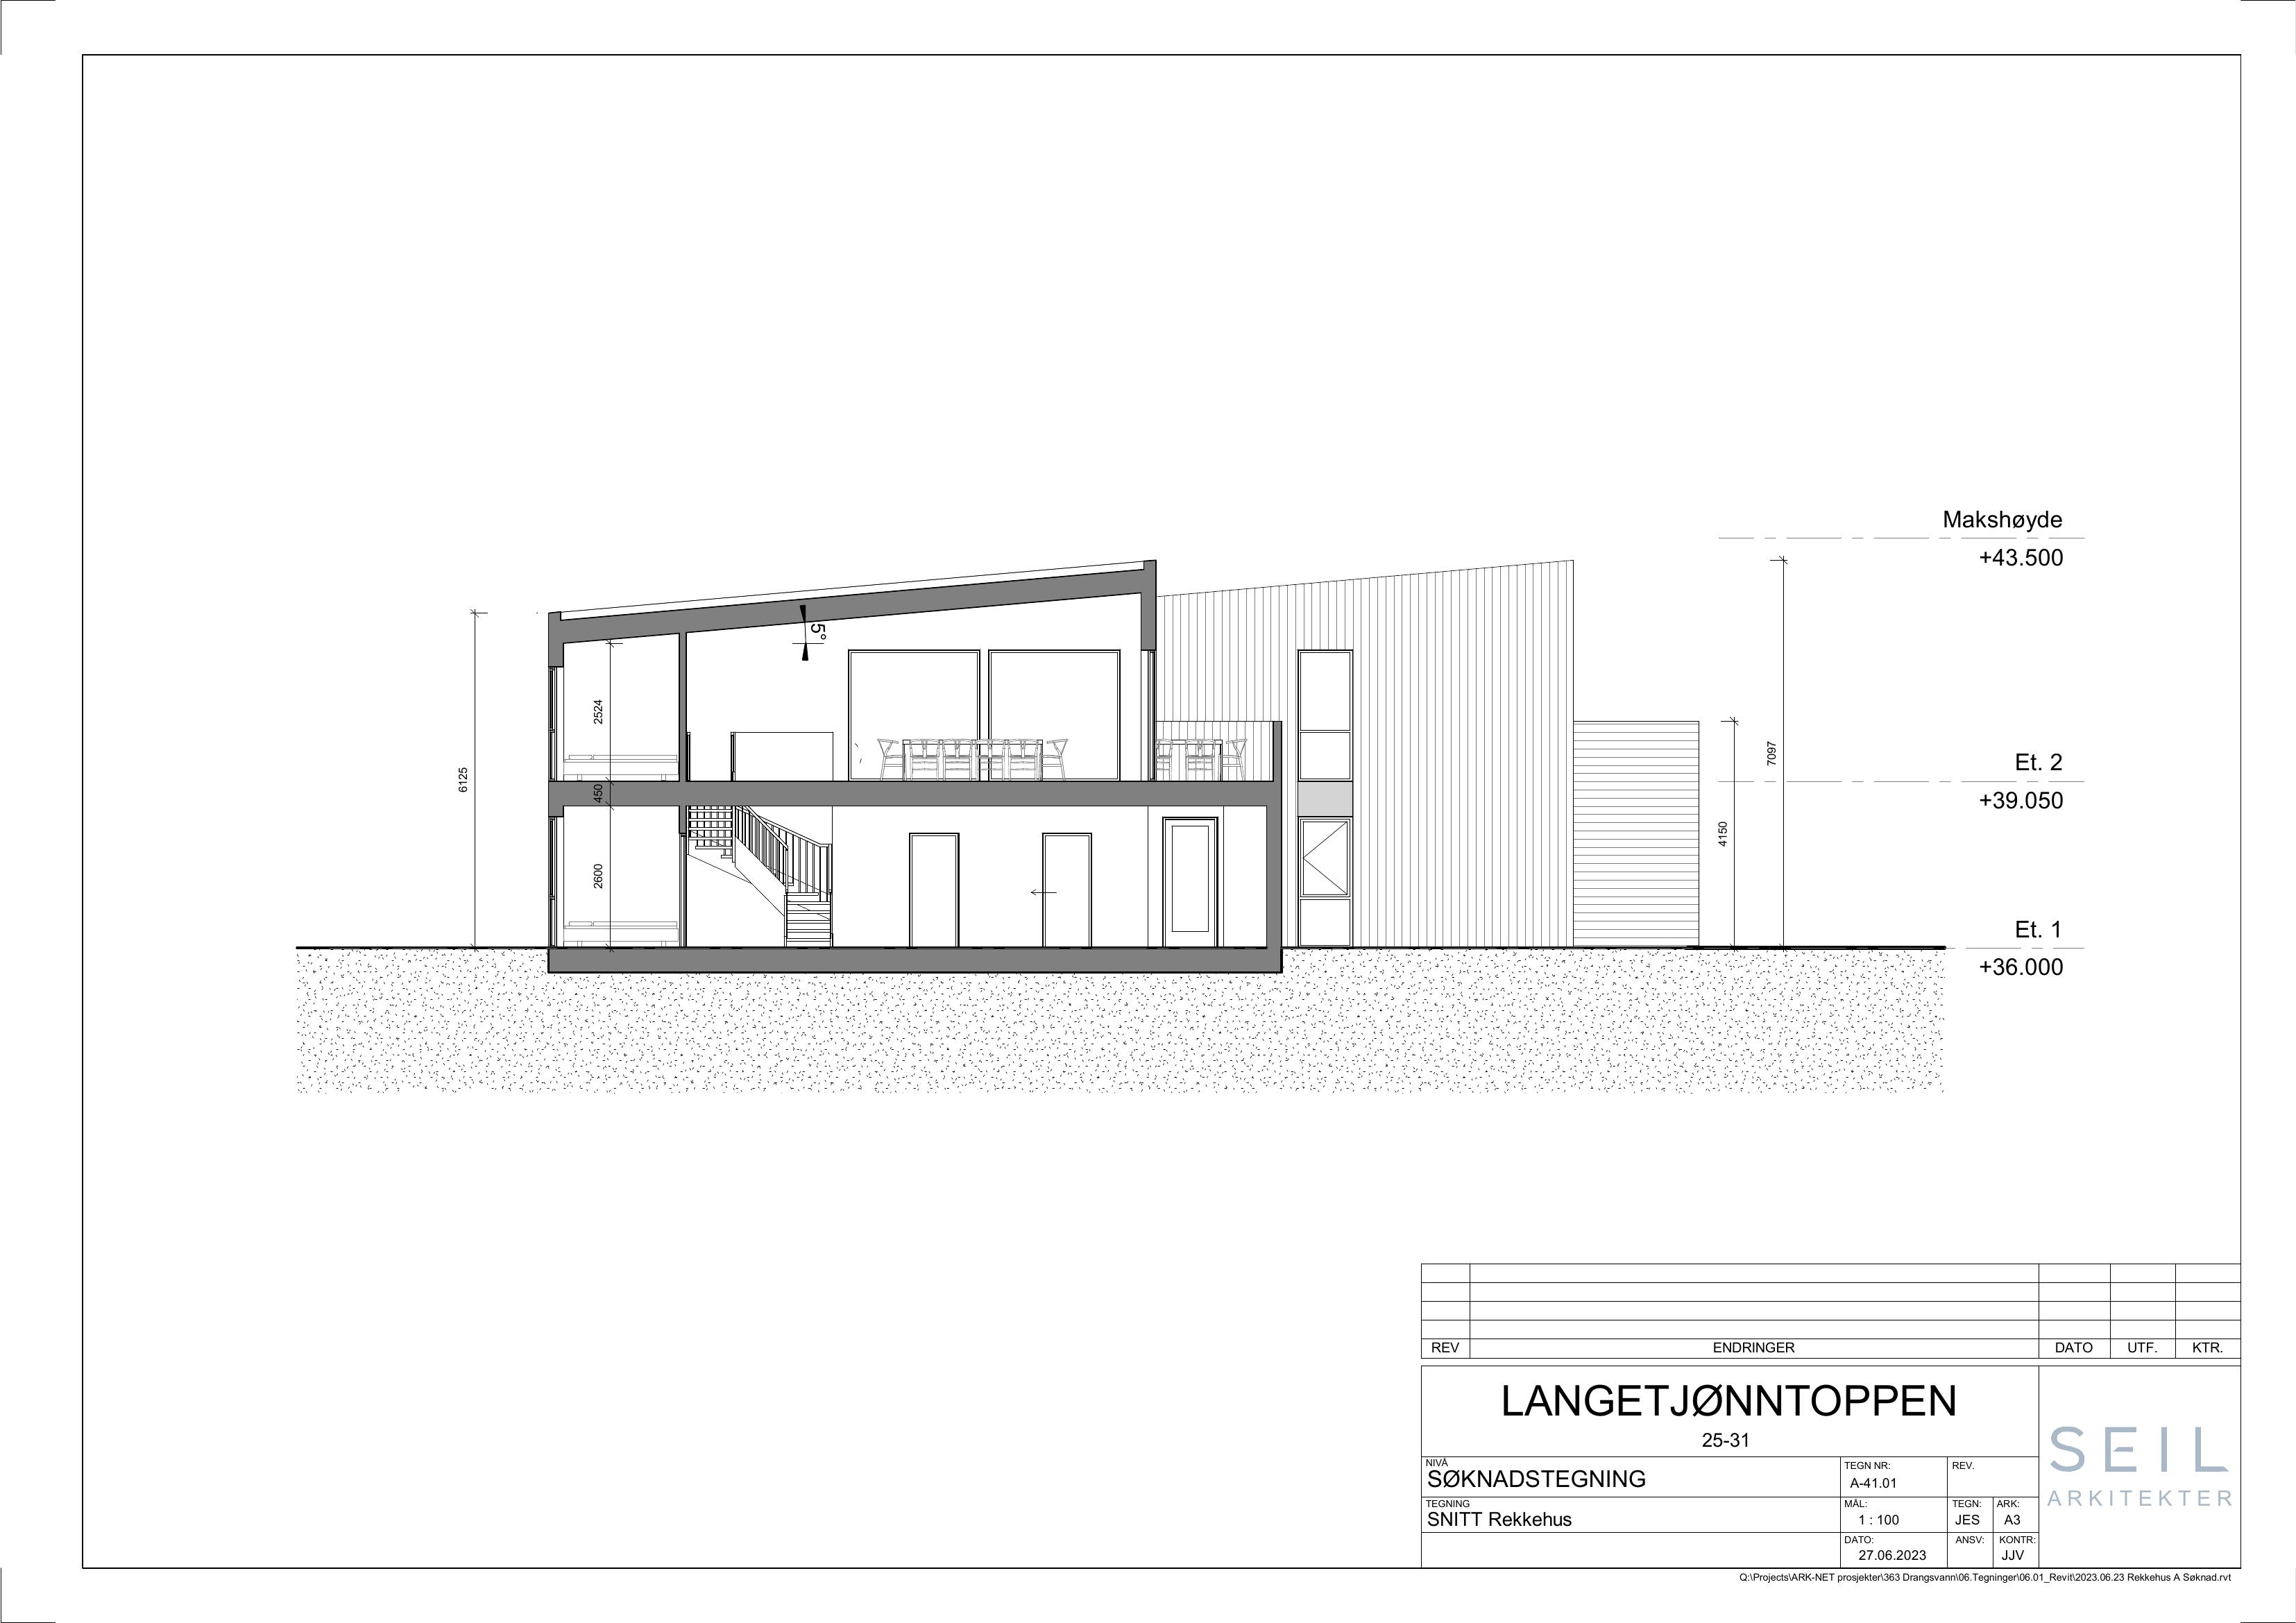 Makshøyde
+43.500
5°
2524
7097
6125
Et. 2
450
+39.050
4150
2600
Et. 1
+36.000
REV ENDRINGER DATO UTF. KTR.
LANGETJØNNTOPPEN
25-31
NIVÅ
SØKNADSTEGNING
TEGN NR:
A-41.01
REV.
TEGNING
SNITT Rekkehus
MÅL:
1 : 100
TEGN:
JES
ARK:
A3
DATO:
27.06.2023
ANSV:
KONTR:
JJV
SEIL
ARKITEKTER
Q:\Projects\ARK-NET prosjekter\363 Drangsvann\06.Tegninger\06.01_Revit\2023.06.23 Rekkehus A Søknad.rvt